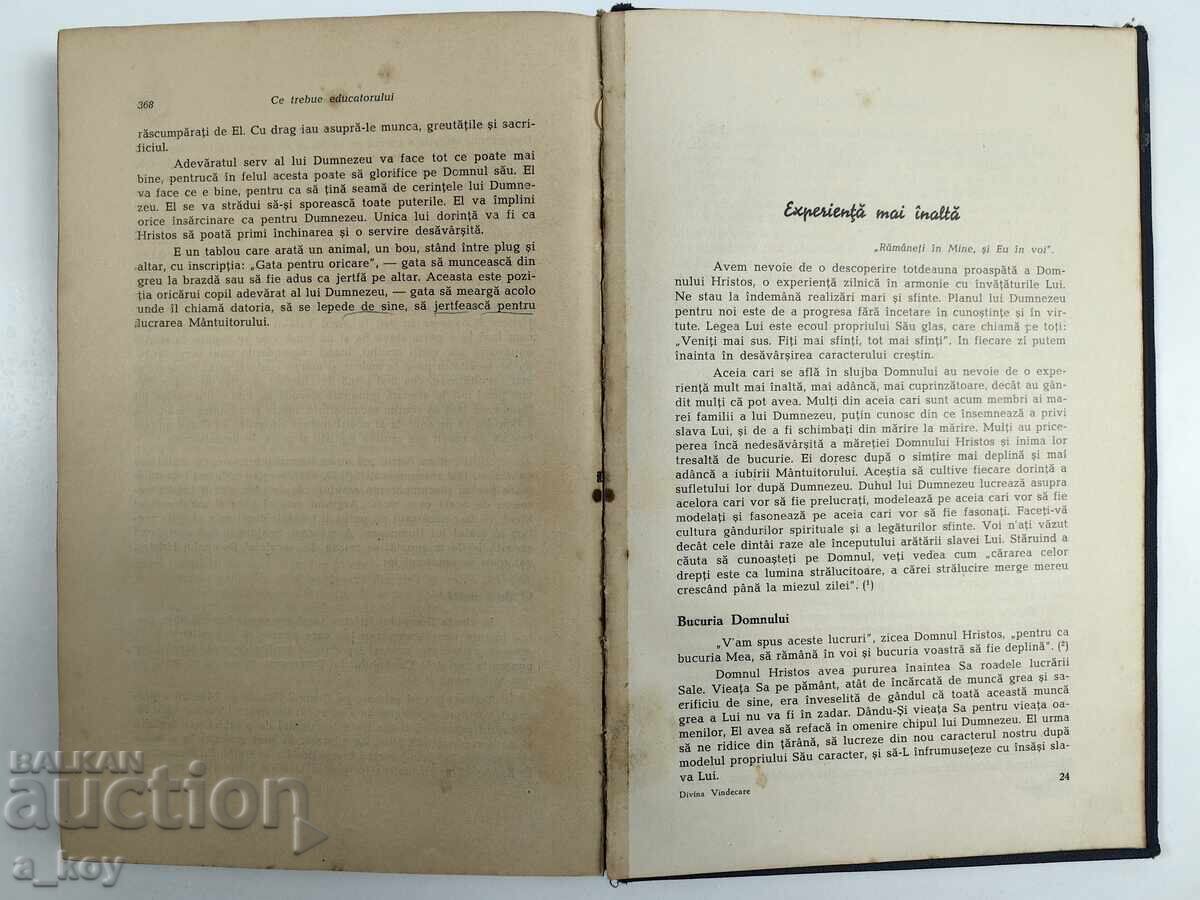 368 Ce trebue educatorului
răscumpărați de El. Cu drag iau asupră-le munca, greutățile și sacri-
ficiul.
Adevăratul serv al lui Dumnezeu va face tot ce poate mai
bine, pentrucă în felul acesta poate să glorifice pe Domnul său. El
va face ce e bine, pentru ca să țină seamă de cerințele lui Dumne-
zeu. El se va strădui să-și sporească toate puterile. El va împlini
orice însărcinare ca pentru Dumnezeu. Unica lui dorință va fi ca
Hristos să poată primi închinarea și o servire desăvârșită.
E un tablou care arată un animal, un bou, stând între plug și
altar, cu inscripția: „Gata pentru oricare", — gata să muncească din
greu la brazdă sau să fie adus ca jertfă pe altar. Aceasta este pozi-
ția oricărui copil adevărat al lui Dumnezeu, — gata să meargă acolo
unde îl chiamă datoria, să se lepede de sine, să jertfească pentru
lucrarea Mântuitorului.
Experiență mai înaltă
„Rămâneți în Mine, și Eu în voi".
Avem nevoie de o descoperire totdeauna proaspătă a Dom-
nului Hristos, o experiență zilnică în armonie cu învățăturile Lui.
Ne stau la îndemână realizări mari și sfinte. Planul lui Dumnezeu
pentru noi este de a progresa fără încetare în cunoștințe și în vir-
tute. Legea Lui este ecoul propriului Său glas, care chiamă pe toți:
„Veniți mai sus. Fiți mai sfinți, tot mai sfinți". In fiecare zi putem
înainta în desăvârșirea caracterului creștin.
Aceia cari se află în slujba Domnului au nevoie de o expe-
riență mult mai înaltă, mai adâncă, mai cuprinzătoare, decât au gân-
dit mulți că pot avea. Mulți din aceia cari sunt acum membri ai ma-
rei familii a lui Dumnezeu, puțin cunosc din ce însemnează a privi
slava Lui, și de a fi schimbați din mărire la mărire. Mulți au price-
perea încă nedesăvârșită a măreției Domnului Hristos și inima lor
tresaltă de bucurie. Ei doresc după o simțire mai deplină și mai
adâncă a iubirii Mântuitorului. Aceștia să cultive fiecare dorință a
sufletului lor după Dumnezeu. Duhul lui Dumnezeu lucrează asupra
acelora cari vor să fie prelucrați, modelează pe aceia cari vor să fie
modelați și fasonează pe aceia cari vor să fie fasonați. Faceți-vă
cultura gândurilor spirituale și a legăturilor sfinte. Voi n'ați văzut
decât cele dintâi raze ale începutului arătării slavei Lui. Stăruind a
căuta să cunoașteți pe Domnul, veți vedea cum „cărarea celor
drepți este ca lumina strălucitoare, a cărei strălucire merge mereu
crescând până la miezul zilei". (¹)
Bucuria Domnului
„V'am spus aceste lucruri", zicea Domnul Hristos, „pentru ca
bucuria Mea, să rămână în voi și bucuria voastră să fie deplină". (²)
Domnul Hristos avea pururea înaintea Sa roadele lucrării
Sale. Vieața Sa pe pământ, atât de încărcată de muncă grea și sa-
crificiu de sine, era înveselită de gândul că toată această muncă
grea a Lui nu va fi în zadar. Dându-Și vieața Sa pentru vieața oa-
menilor, El avea să refacă în omenire chipul lui Dumnezeu. El urma
să ne ridice din țărână, să lucreze din nou caracterul nostru după
modelul propriului Său caracter, și să-L înfrumusețeze cu însăși sla-
va Lui.
24
Divina Vindecare
BALKAN
auction
a_koy